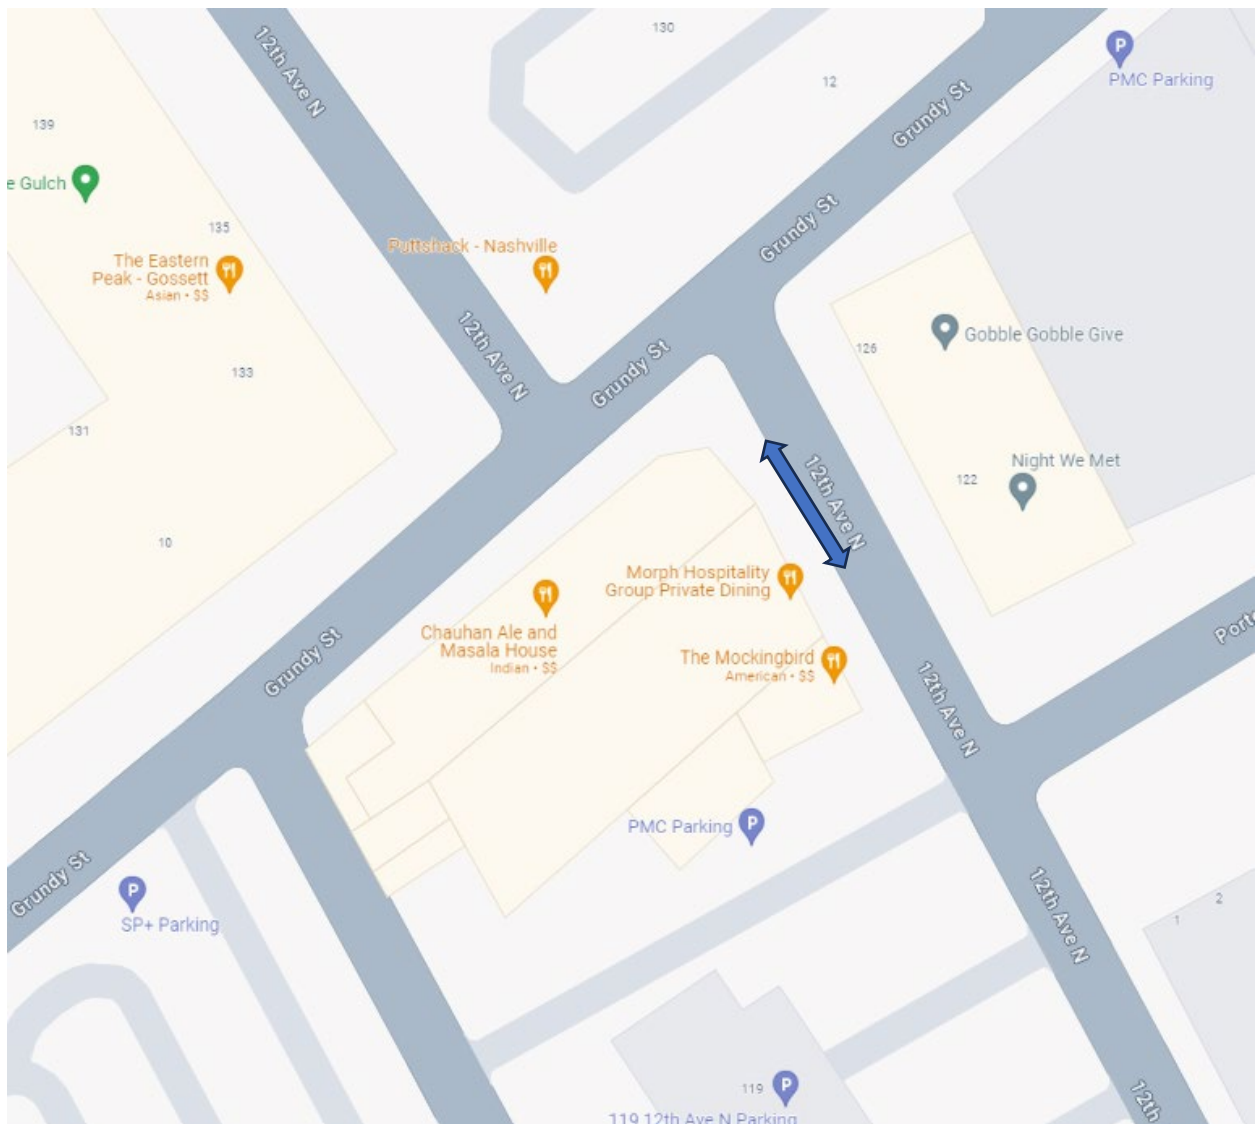 12th Ave N
130
Grundy St
P
PMC Parking
12
139
e Gulch
135
Grundy St
The Eastern
Peak - Gossett
Asian • $$
Puttshack - Nashville
12th Ave N
Grundy St
126
Gobble Gobble Give
133
131
Night We Met
122
12th Ave N
10
Morph Hospitality
Group Private Dining
Chauhan Ale and
Masala House
Indian • $$
The Mockingbird
American • $$
Grundy St
12th Ave N
Porte
PMC Parking
P
Grundy St
P
SP+ Parking
12th Ave N
1
2
119
P
119 12th Ave N Parking
12th